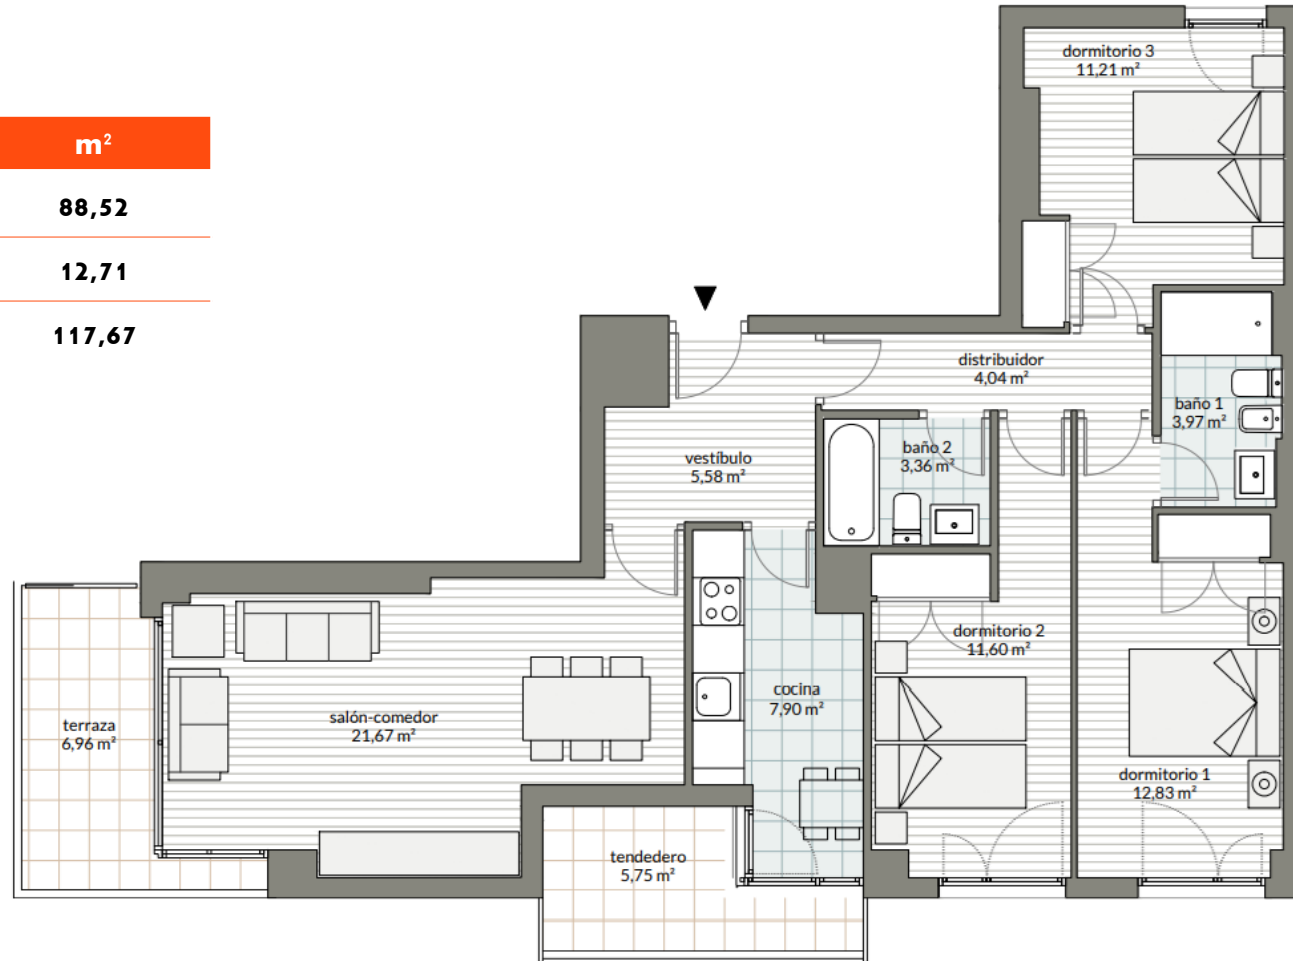 m²
88,52
12,71
117,67
dormitorio 3
11,21 m²
distribuidor
4,04 m²
baño 1
3,97 m²
baño 2
3,36 m²
vestíbulo
5,58 m²
dormitorio 2
11,60 m²
cocina
7,90 m²
salón-comedor
21,67 m²
terraza
6,96 m²
dormitorio 1
12,83 m²
tendedero
5,75 m²